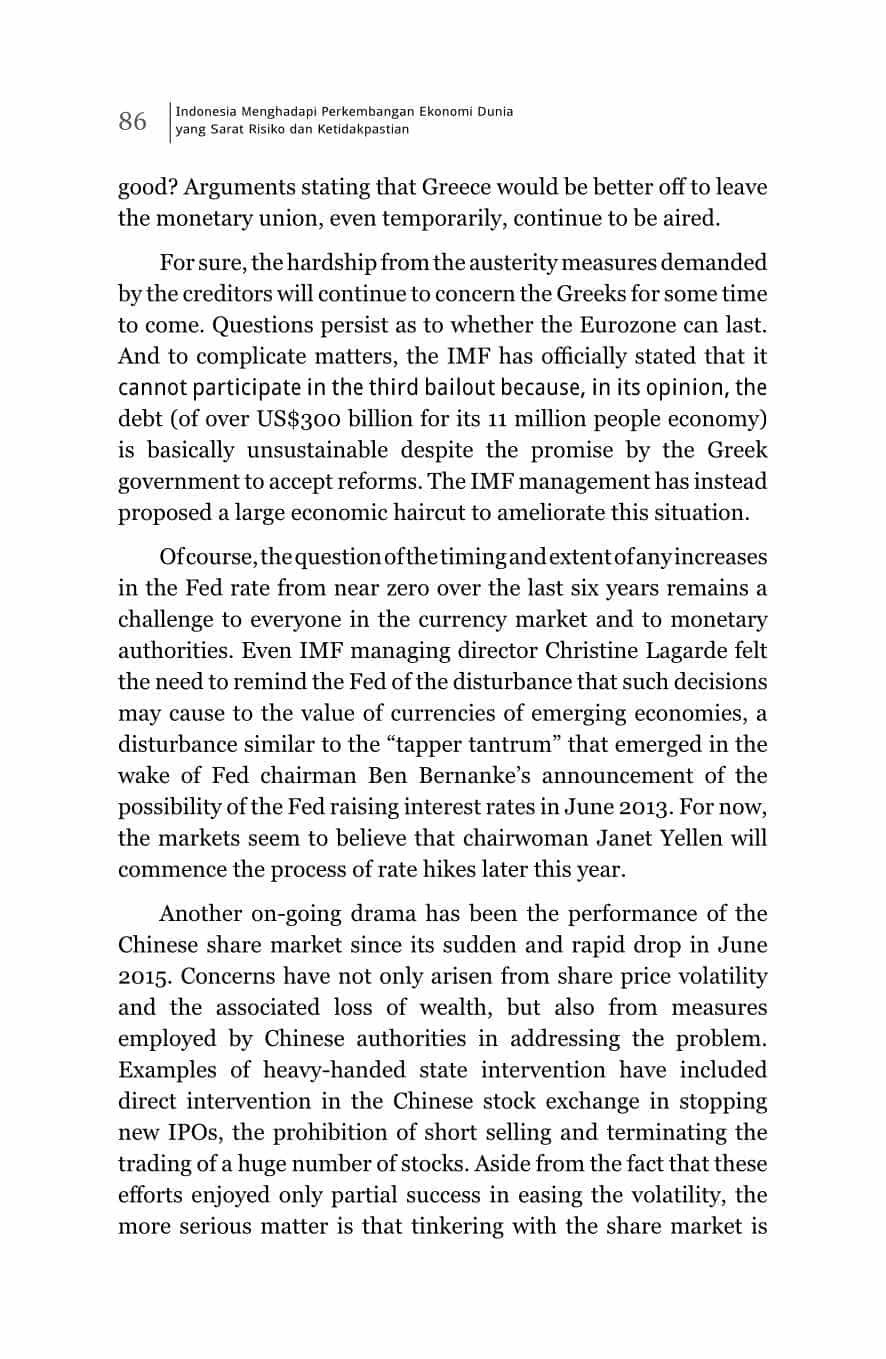 86
Indonesia Menghadapi Perkembangan Ekonomi Dunia
yang Sarat Risiko dan Ketidakpastian
good? Arguments stating that Greece would be better off to leave
the monetary union, even temporarily, continue to be aired.
For sure, the hardship from the austerity measures demanded
by the creditors will continue to concern the Greeks for some time
to come. Questions persist as to whether the Eurozone can last.
And to complicate matters, the IMF has officially stated that it
cannot participate in the third bailout because, in its opinion, the
debt (of over US$300 billion for its 11 million people economy)
is basically unsustainable despite the promise by the Greek
government to accept reforms. The IMF management has instead
proposed a large economic haircut to ameliorate this situation.
Of course, the question of the timing and extent of any increases
in the Fed rate from near zero over the last six years remains a
challenge to everyone in the currency market and to monetary
authorities. Even IMF managing director Christine Lagarde felt
the need to remind the Fed of the disturbance that such decisions
may cause to the value of currencies of emerging economies, a
disturbance similar to the “tapper tantrum” that emerged in the
wake of Fed chairman Ben Bernanke’s announcement of the
possibility of the Fed raising interest rates in June 2013. For now,
the markets seem to believe that chairwoman Janet Yellen will
commence the process of rate hikes later this year.
Another on-going drama has been the performance of the
Chinese share market since its sudden and rapid drop in June
2015. Concerns have not only arisen from share price volatility
and the associated loss of wealth, but also from measures
employed by Chinese authorities in addressing the problem.
Examples of heavy-handed state intervention have included
direct intervention in the Chinese stock exchange in stopping
new IPOs, the prohibition of short selling and terminating the
trading of a huge number of stocks. Aside from the fact that these
efforts enjoyed only partial success in easing the volatility, the
more serious matter is that tinkering with the share market is